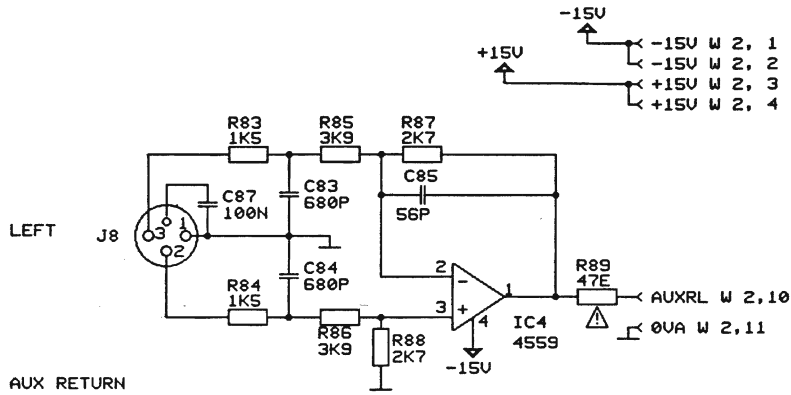 -15V
-15V W 2, 1
-15V W 2, 2
+15V
+15V W 2, 3
+15V W 2, 4
R83
1K5
R85
3K9
R87
2K7
C85
56P
C87
100N
C83
680P
LEFT
J8
3
1
2
C84
680P
R84
1K5
R86
3K9
R88
2K7
2
-
3
+
1
4
IC4
4559
-15V
R89
47E
!
AUXRL W 2,10
0VA W 2,11
AUX RETURN